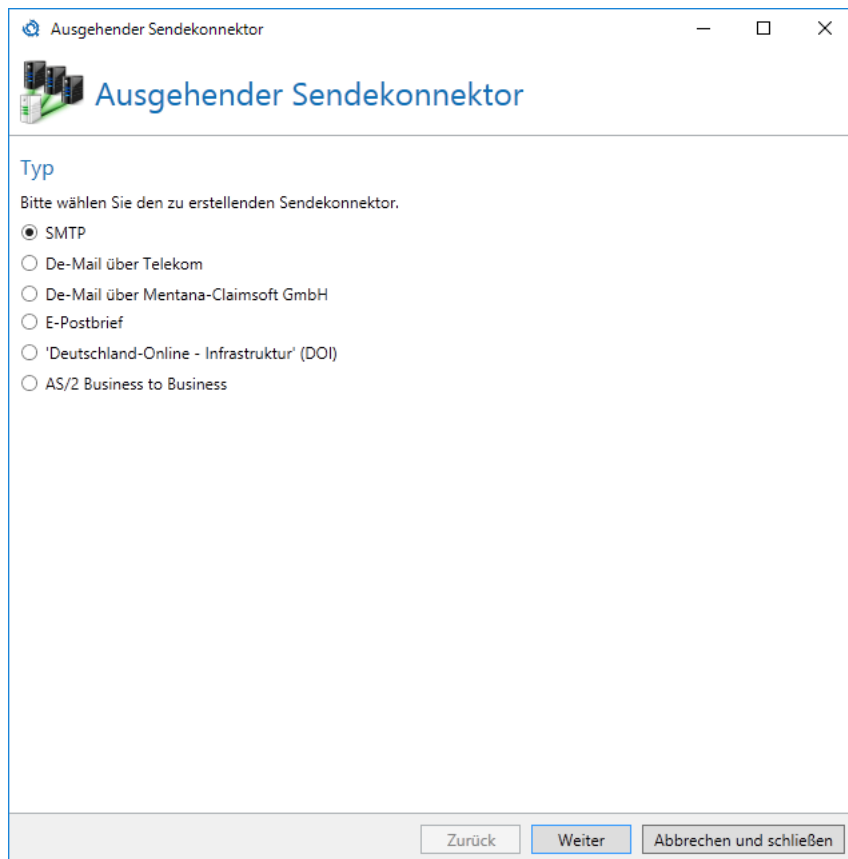 Ausgehender Sendekonnektor
Ausgehender Sendekonnektor
Typ
Bitte wählen Sie den zu erstellenden Sendekonnektor.
SMTP
De-Mail über Telekom
De-Mail über Mentana-Claimsoft GmbH
E-Postbrief
'Deutschland-Online - Infrastruktur' (DOI)
AS/2 Business to Business
Zurück Weiter Abbrechen und schließen